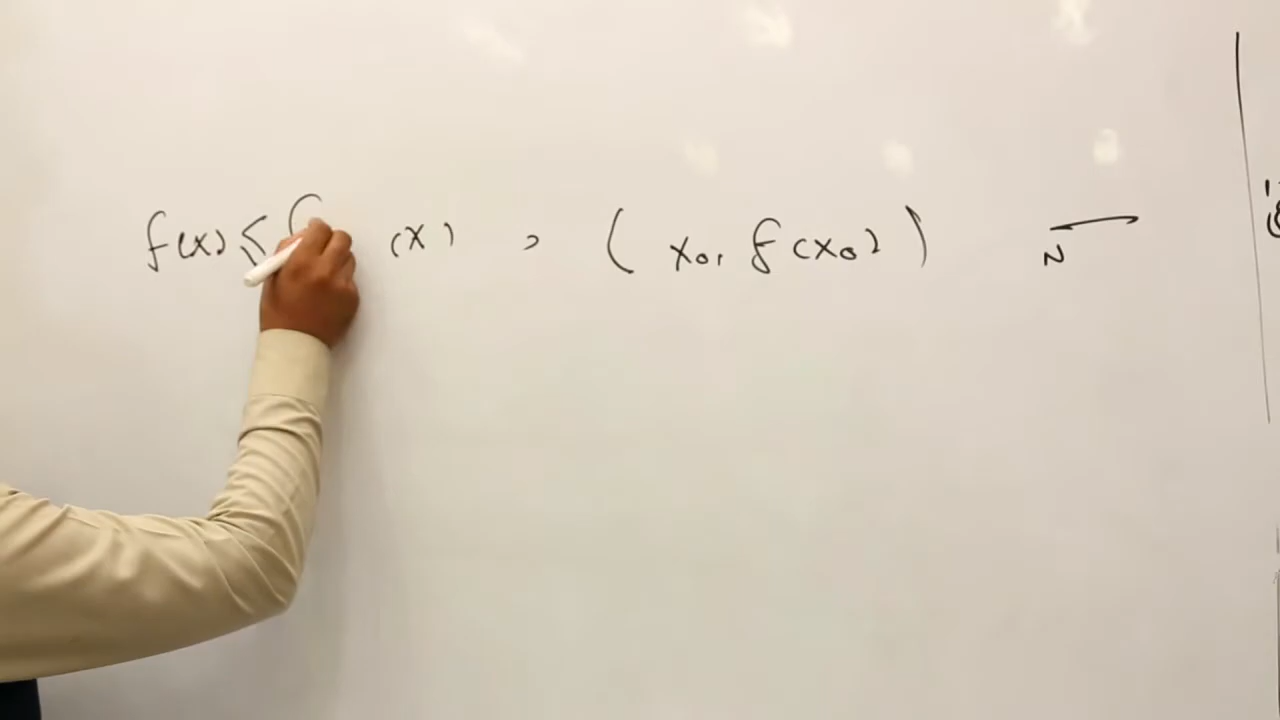 f(x) ≤ f (x) , (x₀, f(x₀)) N